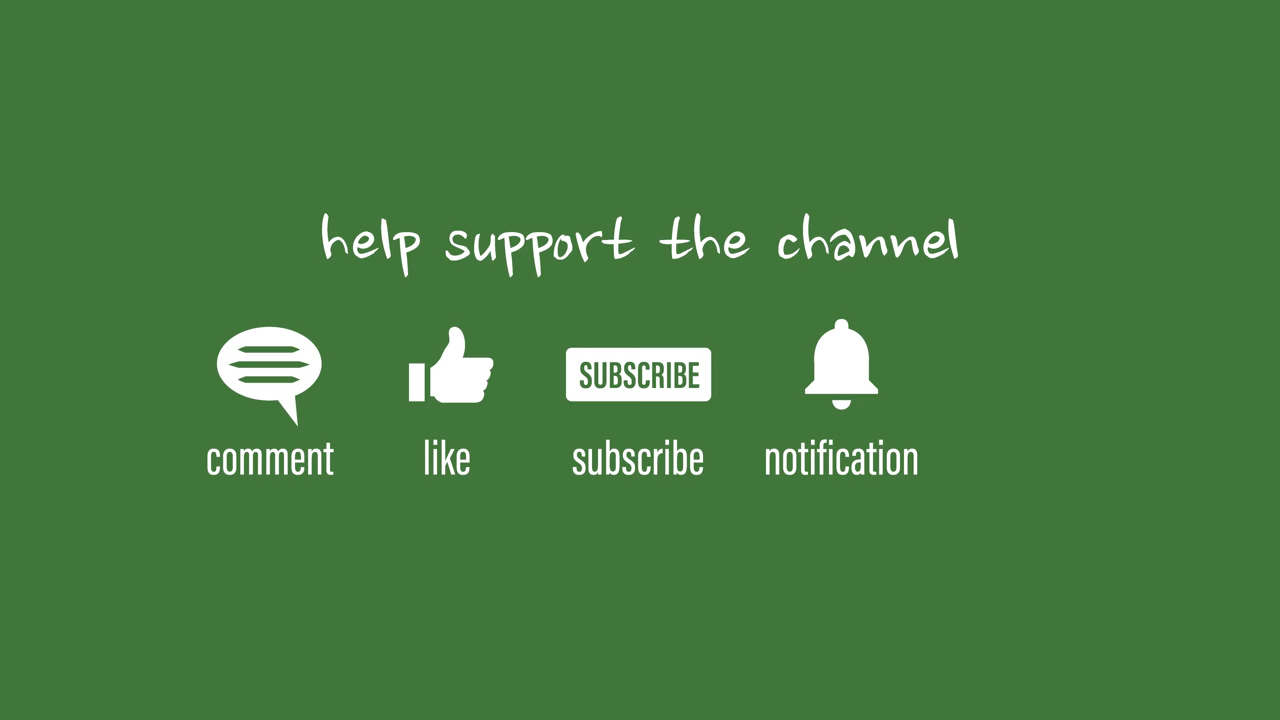 help support the channel
SUBSCRIBE
comment like subscribe notification